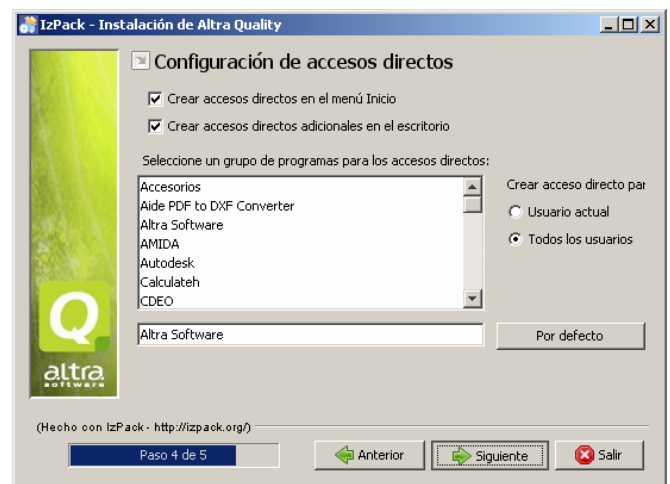 IzPack - Instalación de Altra Quality
Configuración de accesos directos
Crear accesos directos en el menú Inicio
Crear accesos directos adicionales en el escritorio
Seleccione un grupo de programas para los accesos directos:
Accesorios
Aide PDF to DXF Converter
Altra Software
AMIDA
Autodesk
Calculateh
CDEO
Crear acceso directo par
Usuario actual
Todos los usuarios
Altra Software
Por defecto
Q
altra
software
(Hecho con IzPack - http://izpack.org/)
Paso 4 de 5
Anterior
Siguiente
Salir